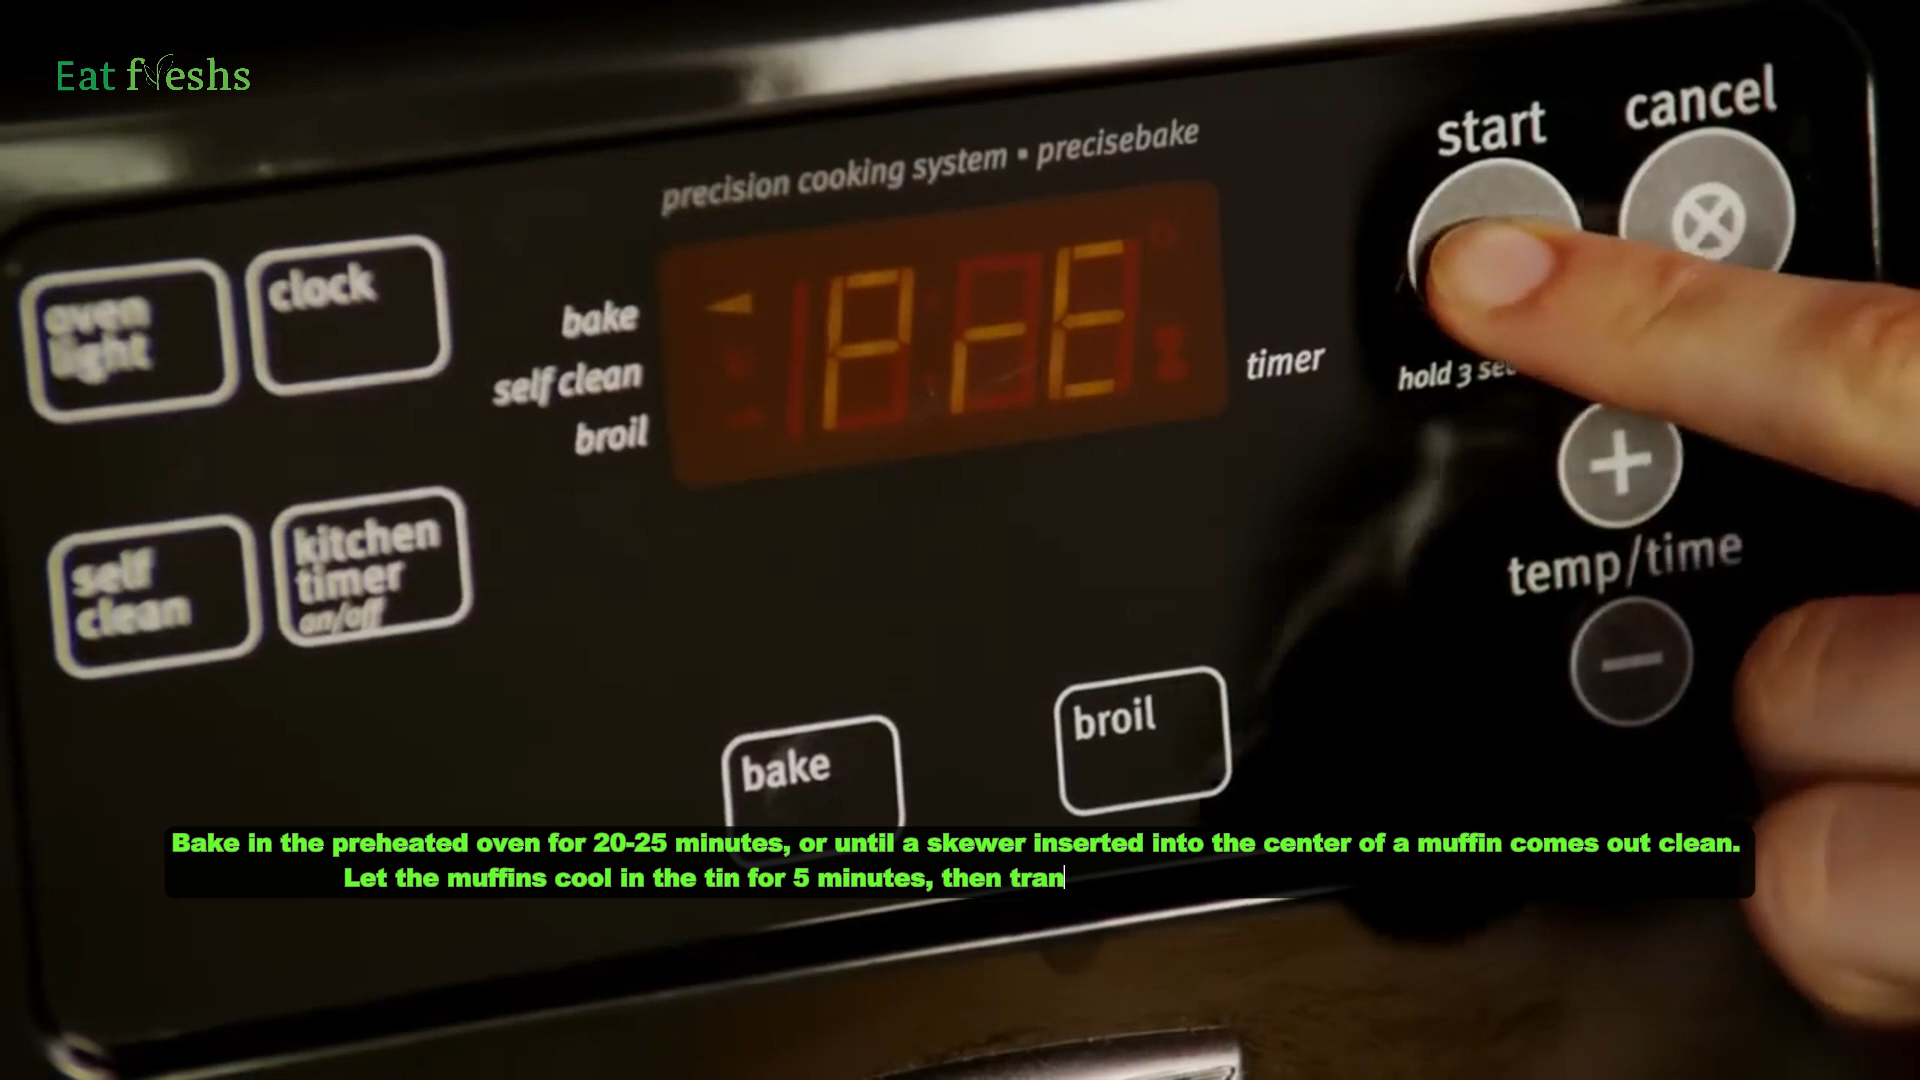 Eat freshs
precision cooking system ▪ precisebake
start
cancel
oven
light
clock
bake
self clean
broil
PrE
timer
hold 3 sec
self
clean
kitchen
timer
on/off
temp/time
bake
broil
Bake in the preheated oven for 20-25 minutes, or until a skewer inserted into the center of a muffin comes out clean.
Let the muffins cool in the tin for 5 minutes, then tran